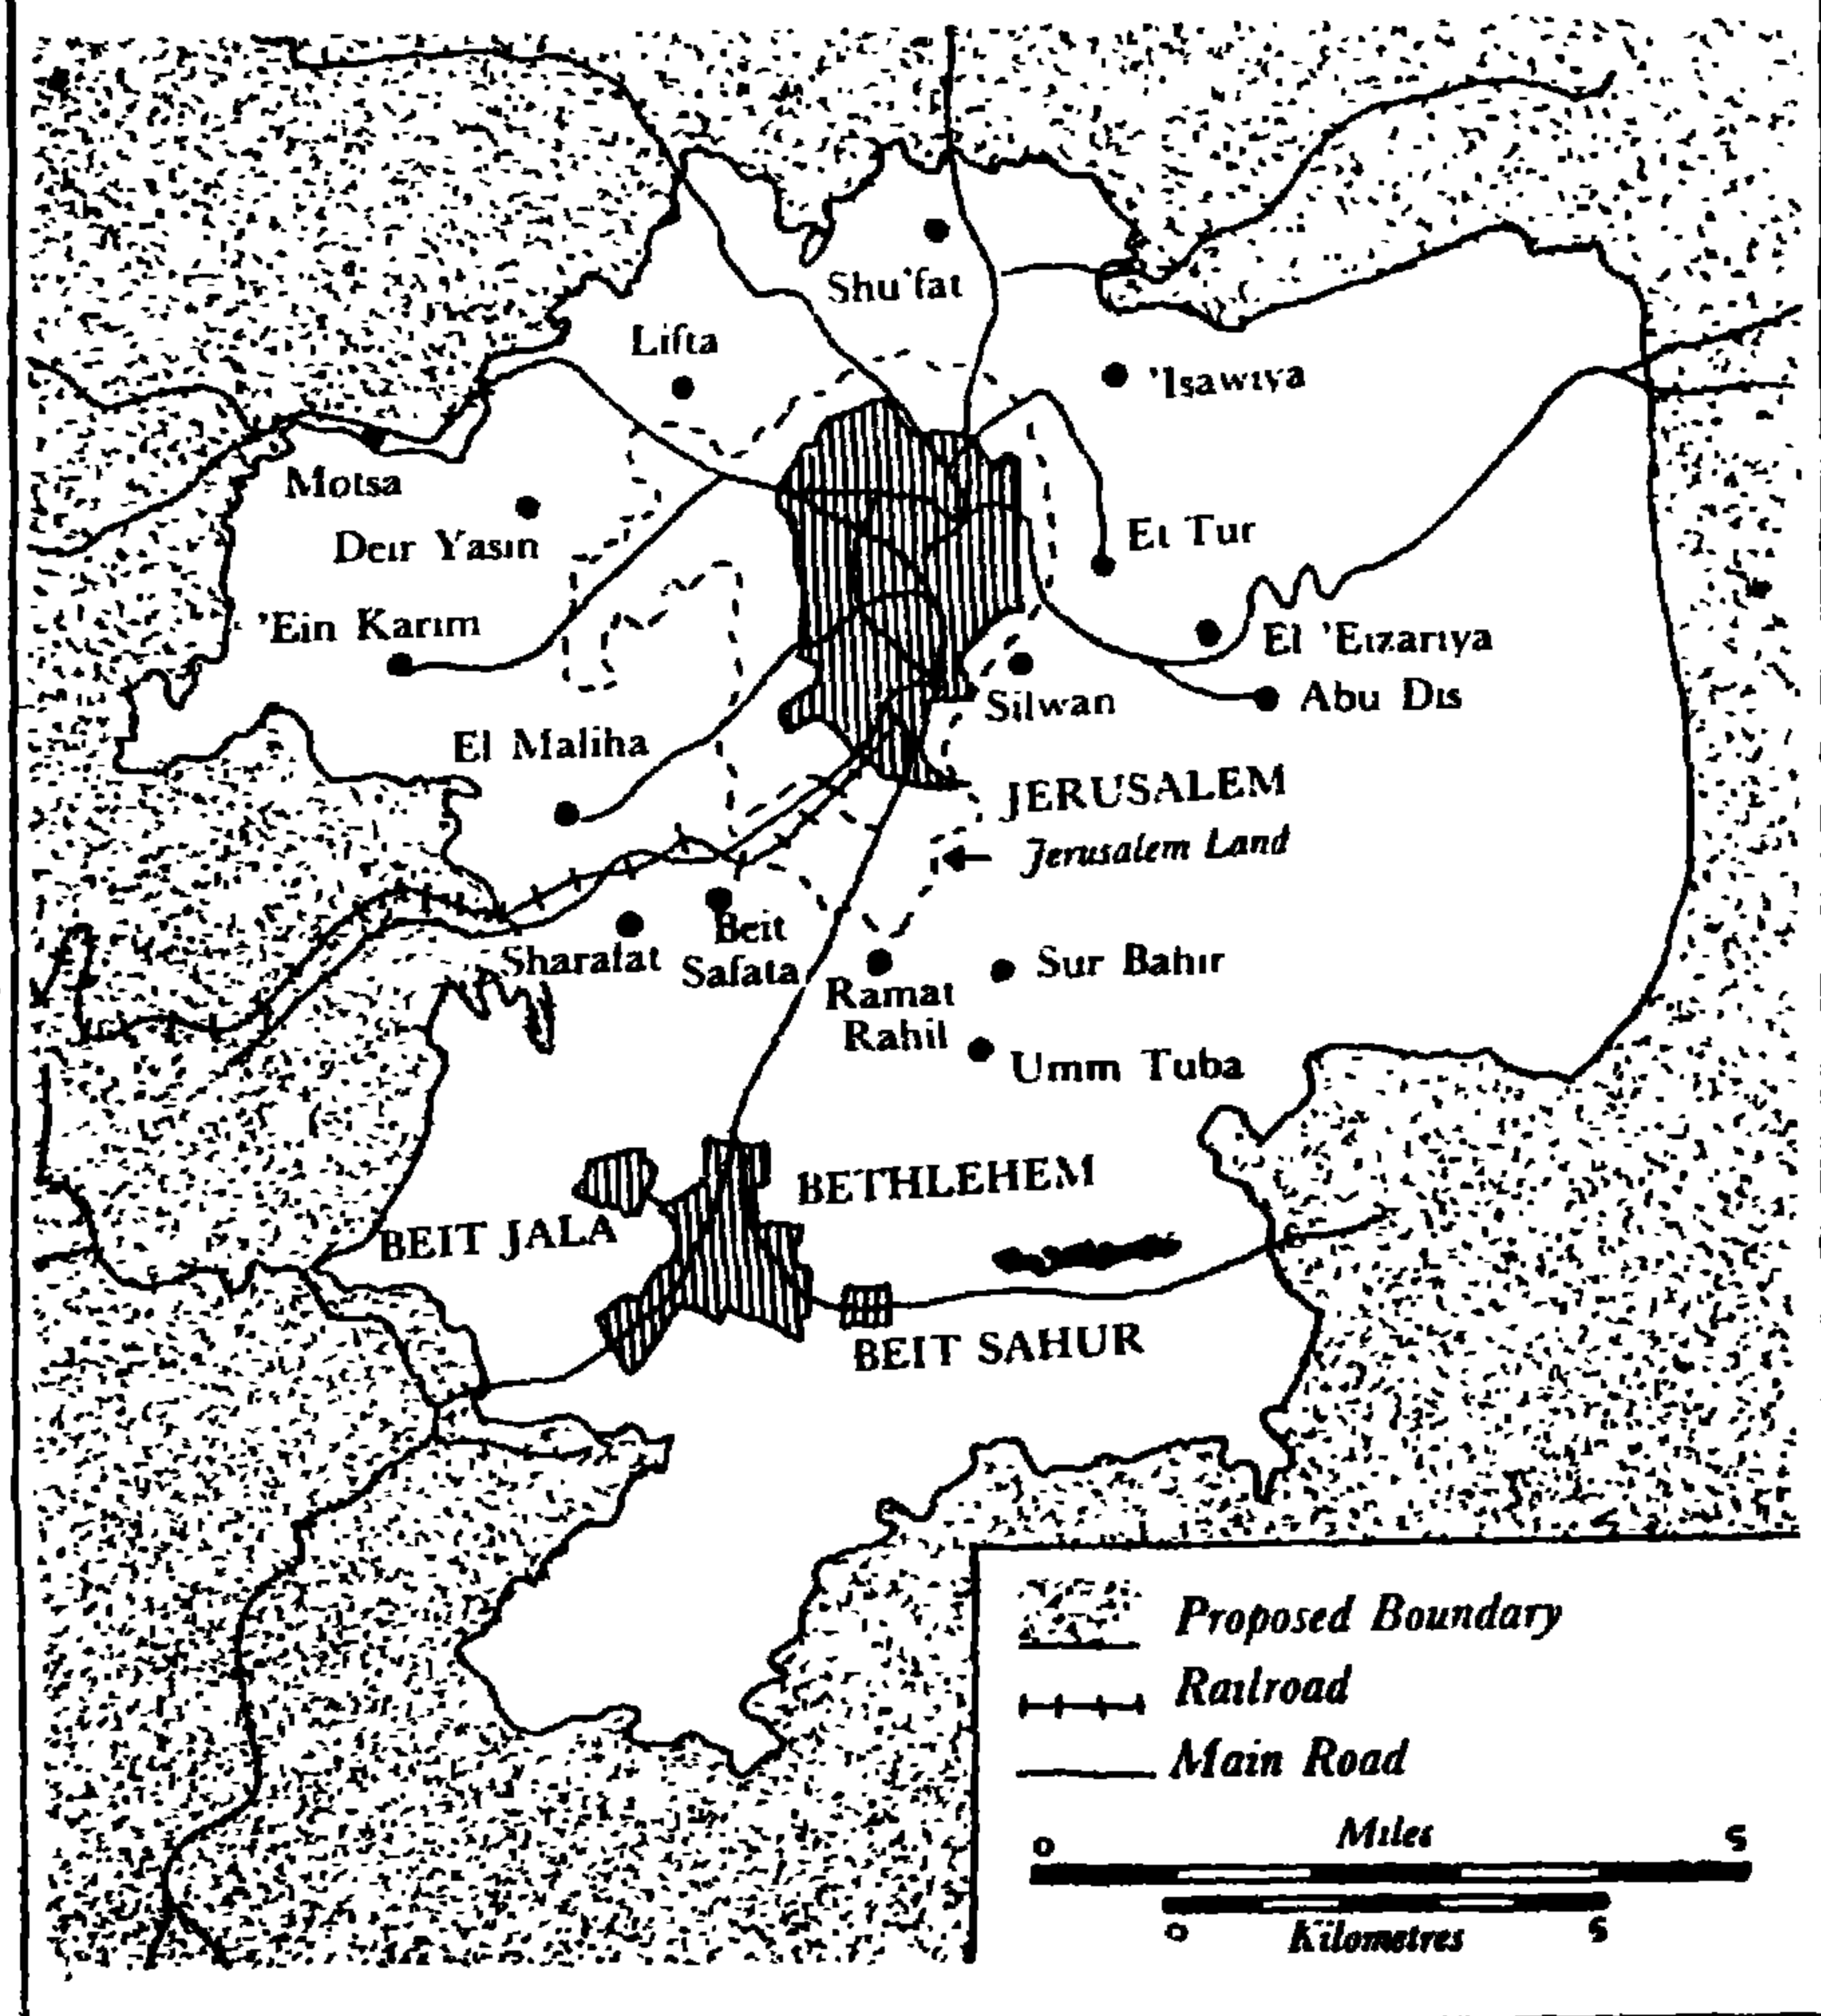 Shu'fat
Lifta
'Isawiya
Motsa
Deir Yasin
Et Tur
'Ein Karim
El 'Eizariya
Silwan
Abu Dis
El Maliha
JERUSALEM
Jerusalem Land
Sharafat
Beit
Safata
Ramat
Rahil
Sur Bahir
Umm Tuba
BETHLEHEM
BEIT JALA
BEIT SAHUR
Proposed Boundary
Railroad
Main Road
Miles
0 5
0 5
Kilometres